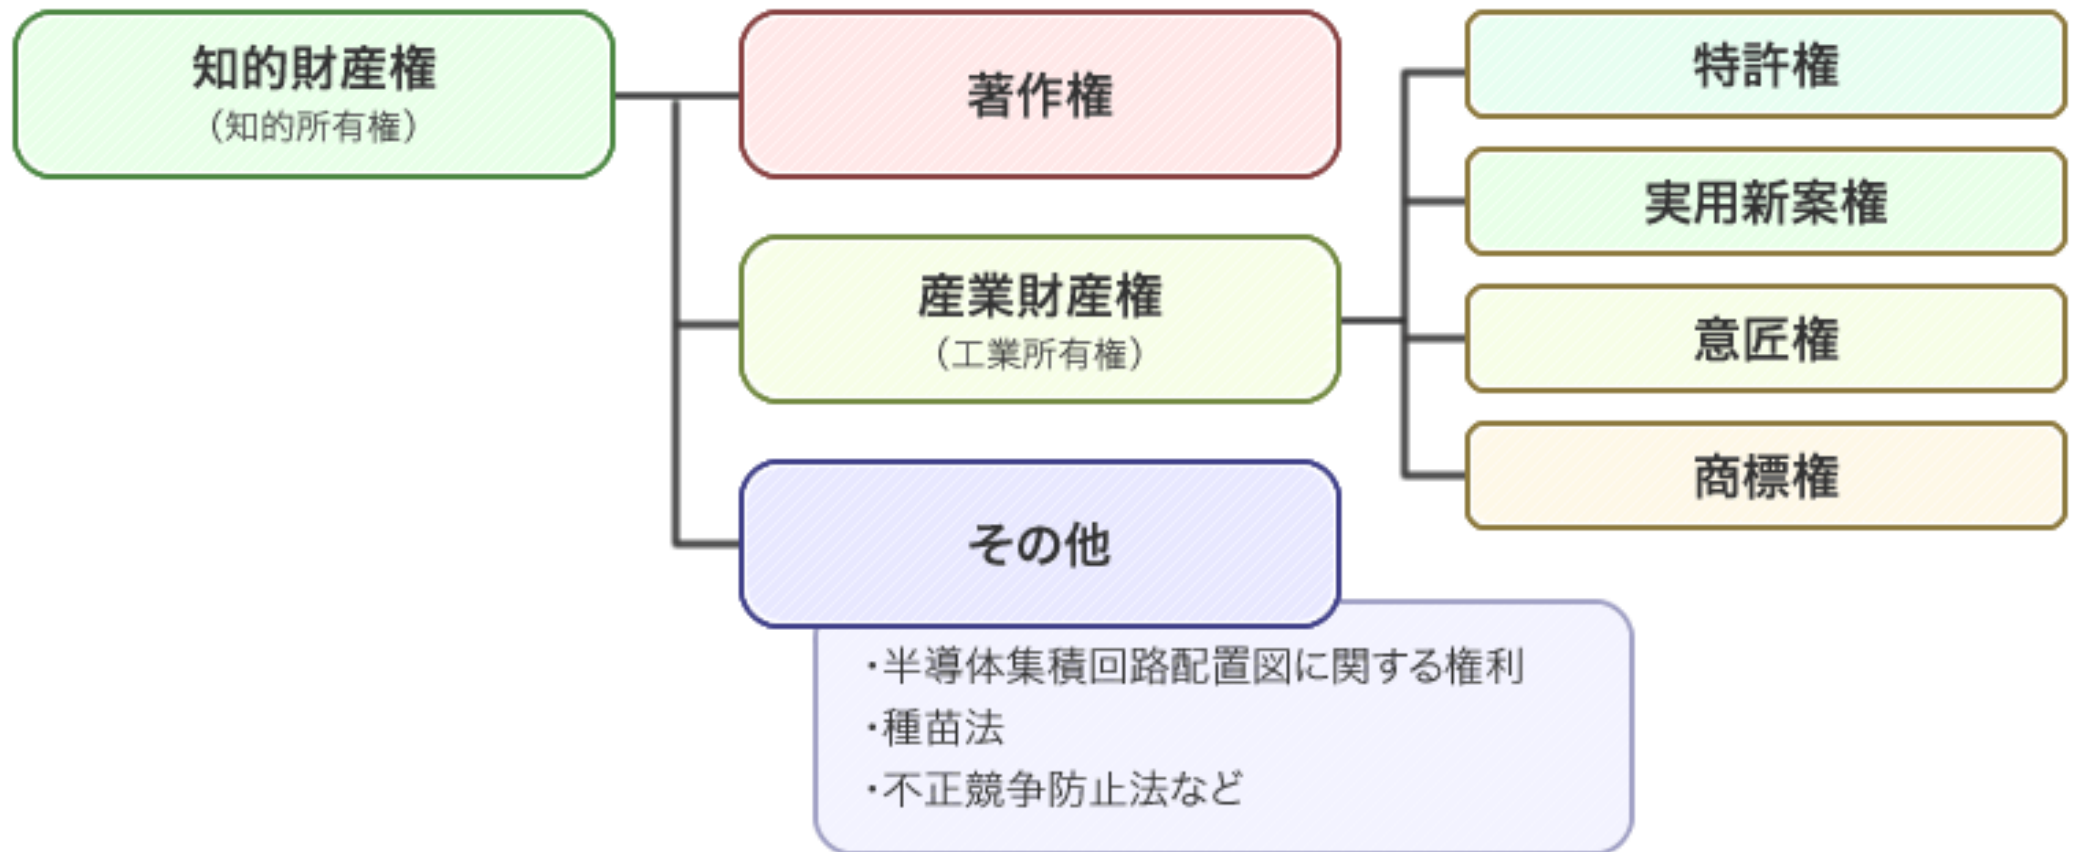 知的財産権
（知的所有権）
著作権
産業財産権
（工業所有権）
その他
・半導体集積回路配置図に関する権利
・種苗法
・不正競争防止法など
特許権
実用新案権
意匠権
商標権